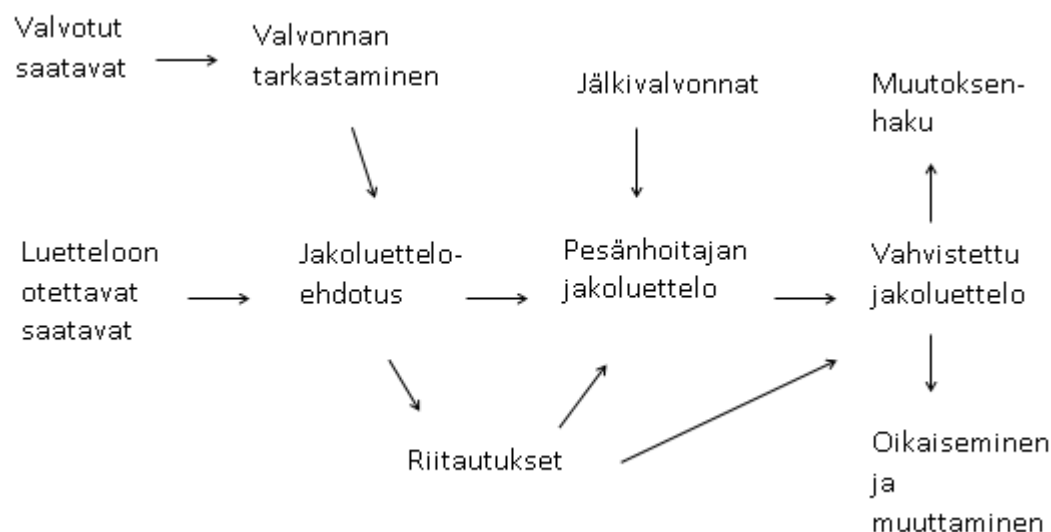 Valvotut
saatavat
Valvonnan
tarkastaminen
Jälkivalvonnat
Muutoksen-
haku
Luetteloon
otettavat
saatavat
Jakoluettelo-
ehdotus
Pesänhoitajan
jakoluettelo
Vahvistettu
jakoluettelo
Riitautukset
Oikaiseminen
ja
muuttaminen